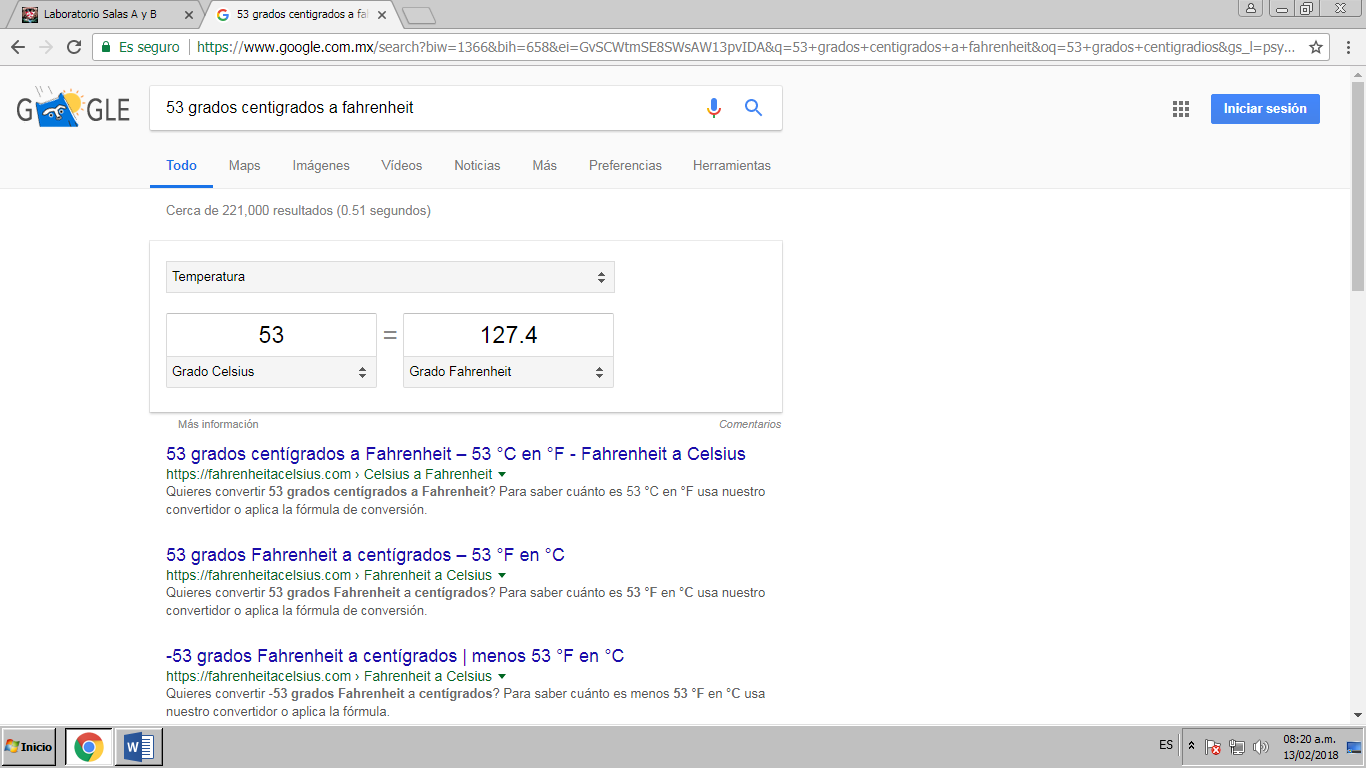 Laboratorio Salas A y B
53 grados centigrados a fa
Es seguro
https://www.google.com.mx/search?biw=1366&bih=658&ei=GvSCWtmSE8SWsAW13pvIDA&q=53+grados+centigrados+a+fahrenheit&oq=53+grados+centigradios&gs_l=psy...
G GLE
53 grados centigrados a fahrenheit
Iniciar sesión
Todo Maps Imágenes Vídeos Noticias Más Preferencias Herramientas
Cerca de 221,000 resultados (0.51 segundos)
Temperatura
53 = 127.4
Grado Celsius Grado Fahrenheit
Más información Comentarios
53 grados centígrados a Fahrenheit – 53 °C en °F - Fahrenheit a Celsius
https://fahrenheitacelsius.com › Celsius a Fahrenheit
Quieres convertir 53 grados centígrados a Fahrenheit? Para saber cuánto es 53 °C en °F usa nuestro
convertidor o aplica la fórmula de conversión.
53 grados Fahrenheit a centígrados – 53 °F en °C
https://fahrenheitacelsius.com › Fahrenheit a Celsius
Quieres convertir 53 grados Fahrenheit a centígrados? Para saber cuánto es 53 °F en °C usa nuestro
convertidor o aplica la fórmula de conversión.
-53 grados Fahrenheit a centígrados | menos 53 °F en °C
https://fahrenheitacelsius.com › Fahrenheit a Celsius
Quieres convertir -53 grados Fahrenheit a centígrados? Para saber cuánto es menos 53 °F en °C usa
nuestro convertidor o aplica la fórmula.
Inicio
W
ES
08:20 a.m.
13/02/2018